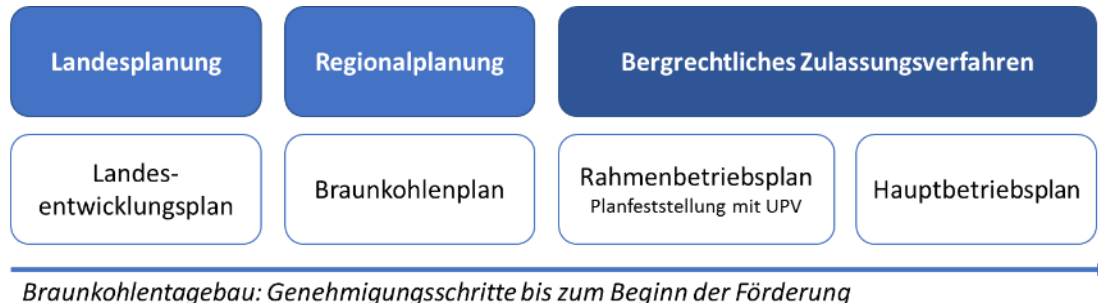 Landesplanung
Regionalplanung
Bergrechtliches Zulassungsverfahren
Landes-
entwicklungsplan
Braunkohlenplan
Rahmenbetriebsplan
Planfeststellung mit UPV
Hauptbetriebsplan
Braunkohlentagebau: Genehmigungsschritte bis zum Beginn der Förderung